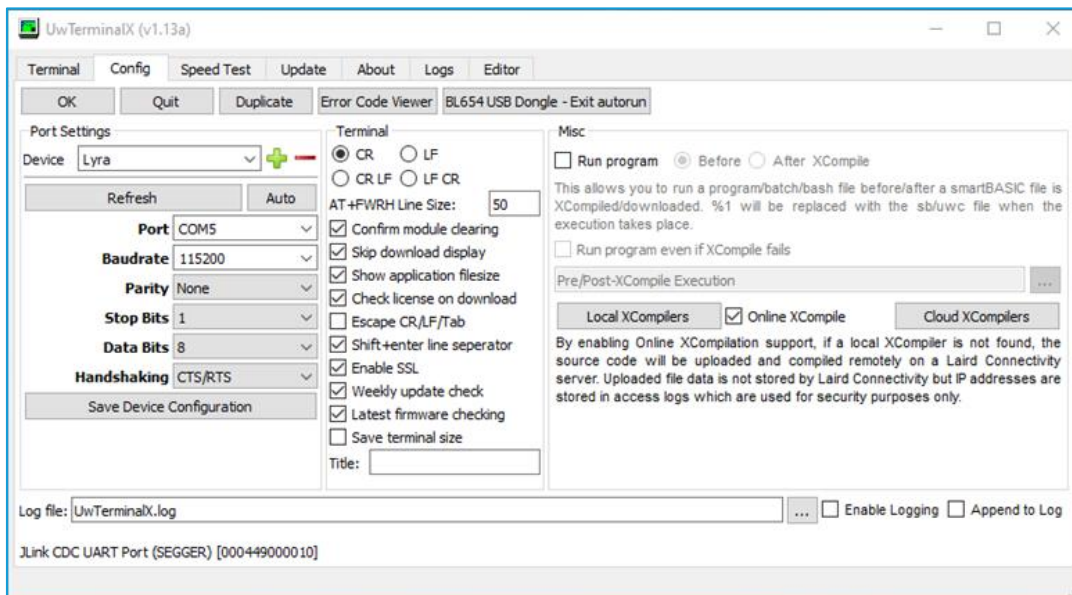 UwTerminalX (v1.13a)
Terminal Config Speed Test Update About Logs Editor
OK Quit Duplicate Error Code Viewer BL654 USB Dongle - Exit autorun
Port Settings
Device Lyra
Refresh Auto
Port COM5
Baudrate 115200
Parity None
Stop Bits 1
Data Bits 8
Handshaking CTS/RTS
Save Device Configuration
Terminal
CR LF
CR LF LF CR
AT+FWRH Line Size: 50
Confirm module clearing
Skip download display
Show application filesize
Check license on download
Escape CR/LF/Tab
Shift+enter line seperator
Enable SSL
Weekly update check
Latest firmware checking
Save terminal size
Title:
Misc
Run program Before After XCompile
This allows you to run a program/batch/bash file before/after a smartBASIC file is
XCompiled/downloaded. %1 will be replaced with the sb/uwc file when the
execution takes place.
Run program even if XCompile fails
Pre/Post-XCompile Execution ...
Local XCompilers Online XCompile Cloud XCompilers
By enabling Online XCompilation support, if a local XCompiler is not found, the
source code will be uploaded and compiled remotely on a Laird Connectivity
server. Uploaded file data is not stored by Laird Connectivity but IP addresses are
stored in access logs which are used for security purposes only.
Log file: UwTerminalX.log ... Enable Logging Append to Log
JLink CDC UART Port (SEGGER) [000449000010]